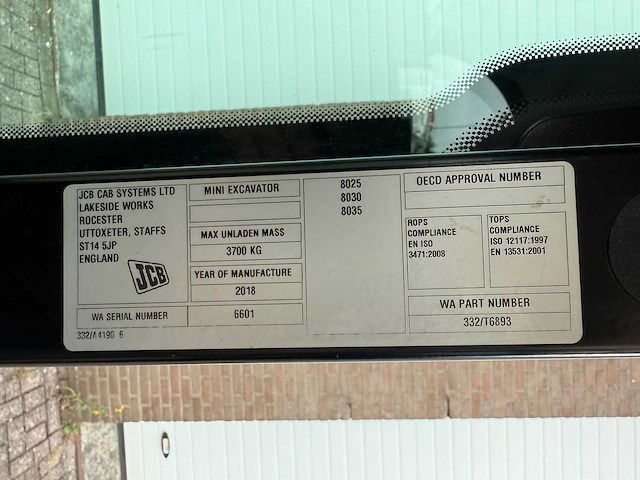 JCB CAB SYSTEMS LTD
LAKESIDE WORKS
ROCESTER
UTTOXETER, STAFFS
ST14 5JP
ENGLAND
JCB
WA SERIAL NUMBER
6601
332/A4190 6
MINI EXCAVATOR
MAX UNLADEN MASS
3700 KG
YEAR OF MANUFACTURE
2018
8025
8030
8035
OECD APPROVAL NUMBER
ROPS
COMPLIANCE
EN ISO
3471:2008
TOPS
COMPLIANCE
ISO 12117:1997
EN 13531:2001
WA PART NUMBER
332/T6893